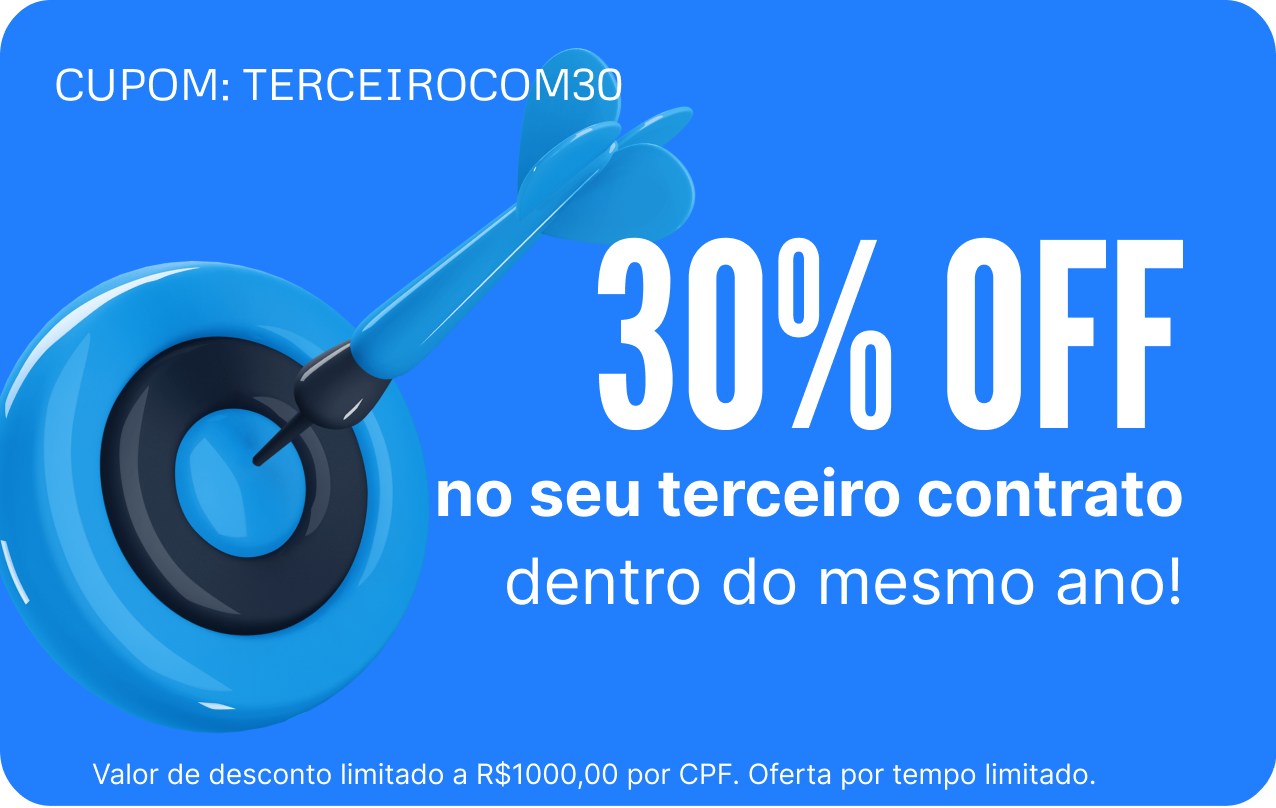 CUPOM: TERCEIROCOM30
30% OFF
no seu terceiro contrato
dentro do mesmo ano!
Valor de desconto limitado a R$1000,00 por CPF. Oferta por tempo limitado.